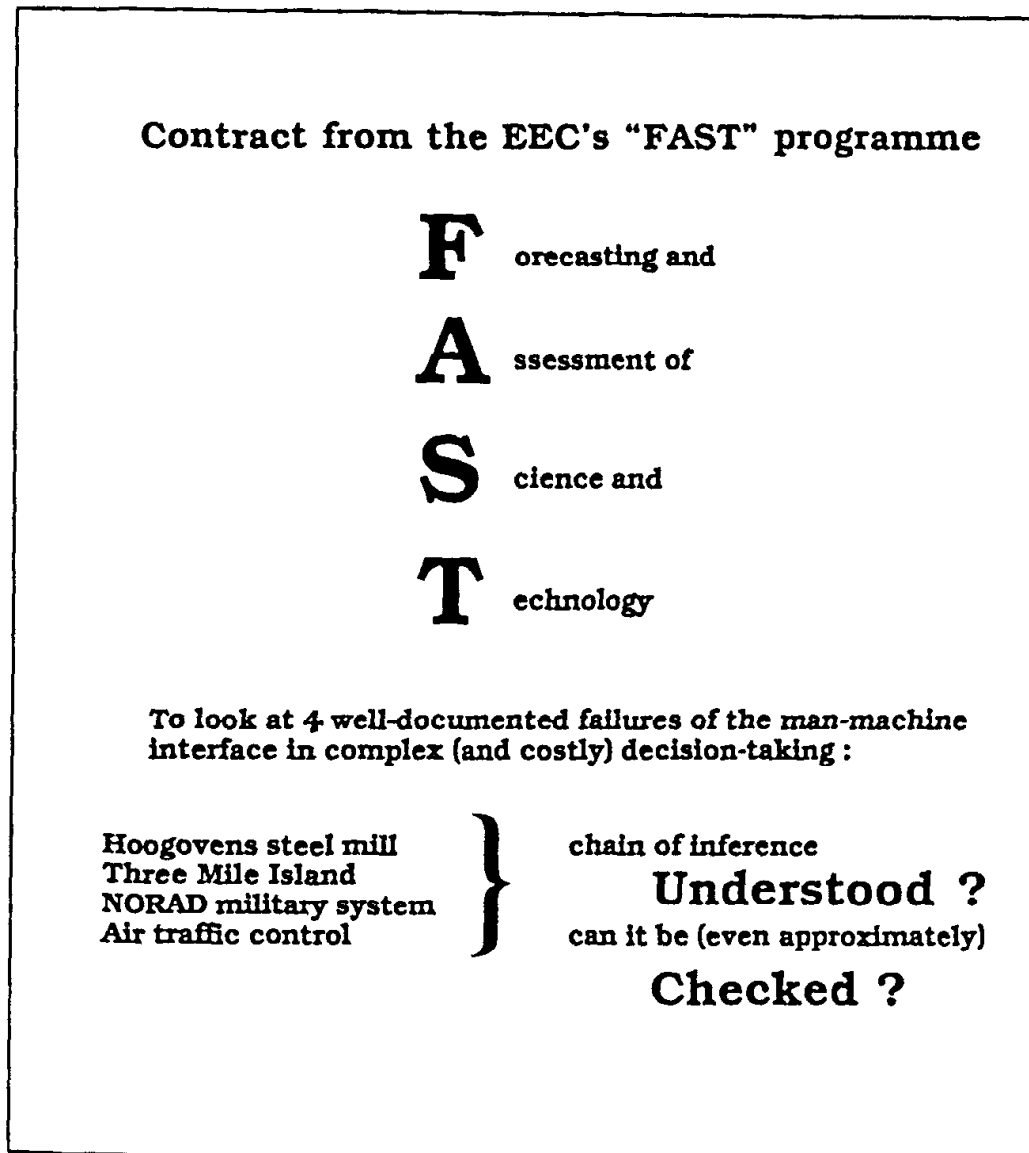 Contract from the EEC's “FAST” programme
F orecasting and
A ssessment of
S cience and
T echnology
To look at 4 well-documented failures of the man-machine
interface in complex (and costly) decision-taking :
Hoogovens steel mill
Three Mile Island
NORAD military system
Air traffic control
}
chain of inference
Understood ?
can it be (even approximately)
Checked ?